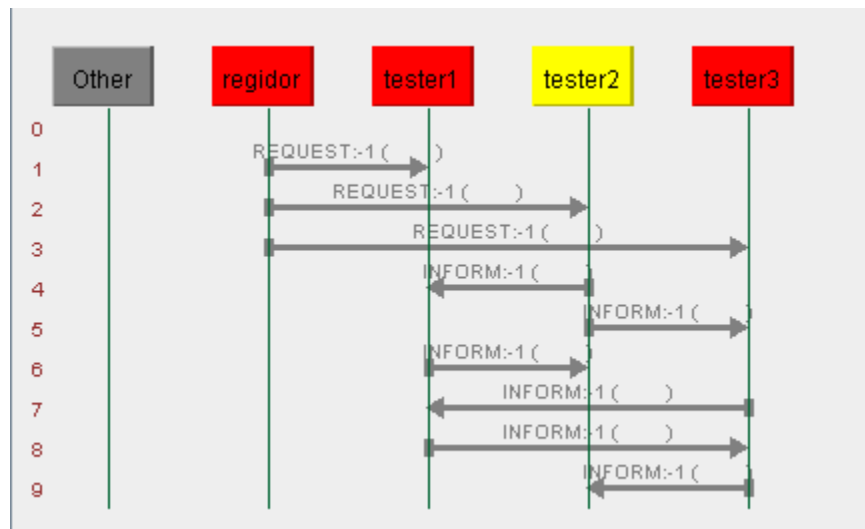 Other regidor tester1 tester2 tester3
0
1 REQUEST:-1 ( )
2 REQUEST:-1 ( )
3 REQUEST:-1 ( )
4 INFORM:-1 ( )
5 INFORM:-1 ( )
6 INFORM:-1 ( )
7 INFORM:-1 ( )
8 INFORM:-1 ( )
9 INFORM:-1 ( )